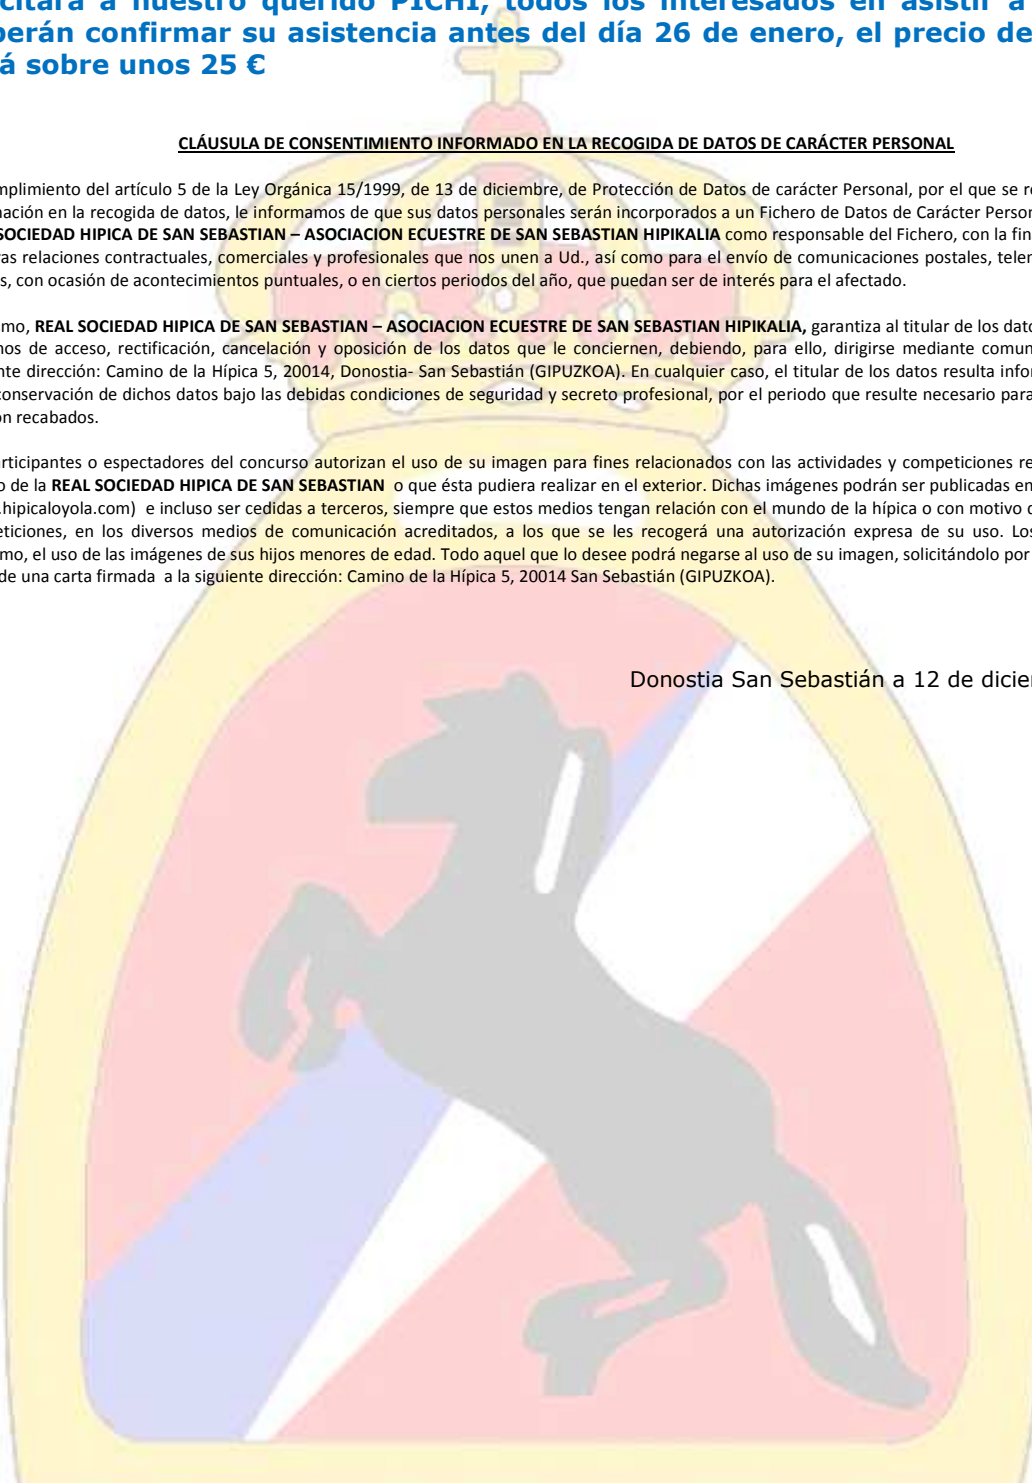 citará a nuestro querido PICHI, todos los interesados en asistir a
berán confirmar su asistencia antes del día 26 de enero, el precio de
á sobre unos 25 €
CLÁUSULA DE CONSENTIMIENTO INFORMADO EN LA RECOGIDA DE DATOS DE CARÁCTER PERSONAL
mplimiento del artículo 5 de la Ley Orgánica 15/1999, de 13 de diciembre, de Protección de Datos de carácter Personal, por el que se re
nación en la recogida de datos, le informamos de que sus datos personales serán incorporados a un Fichero de Datos de Carácter Person
SOCIEDAD HIPICA DE SAN SEBASTIAN – ASOCIACION ECUESTRE DE SAN SEBASTIAN HIPIKALIA como responsable del Fichero, con la fin
ras relaciones contractuales, comerciales y profesionales que nos unen a Ud., así como para el envío de comunicaciones postales, telem
s, con ocasión de acontecimientos puntuales, o en ciertos periodos del año, que puedan ser de interés para el afectado.
mo, REAL SOCIEDAD HIPICA DE SAN SEBASTIAN – ASOCIACION ECUESTRE DE SAN SEBASTIAN HIPIKALIA, garantiza al titular de los dato
nos de acceso, rectificación, cancelación y oposición de los datos que le conciernen, debiendo, para ello, dirigirse mediante comun
nte dirección: Camino de la Hípica 5, 20014, Donostia- San Sebastián (GIPUZKOA). En cualquier caso, el titular de los datos resulta infor
conservación de dichos datos bajo las debidas condiciones de seguridad y secreto profesional, por el periodo que resulte necesario para
on recabados.
articipantes o espectadores del concurso autorizan el uso de su imagen para fines relacionados con las actividades y competiciones re
o de la REAL SOCIEDAD HIPICA DE SAN SEBASTIAN o que ésta pudiera realizar en el exterior. Dichas imágenes podrán ser publicadas en
.hipicaloyola.com) e incluso ser cedidas a terceros, siempre que estos medios tengan relación con el mundo de la hípica o con motivo d
eticiones, en los diversos medios de comunicación acreditados, a los que se les recogerá una autorización expresa de su uso. Los
mo, el uso de las imágenes de sus hijos menores de edad. Todo aquel que lo desee podrá negarse al uso de su imagen, solicitándolo por
de una carta firmada a la siguiente dirección: Camino de la Hípica 5, 20014 San Sebastián (GIPUZKOA).
Donostia San Sebastián a 12 de dicie